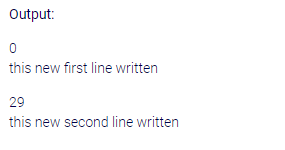 Output:
0
this new first line written
29
this new second line written